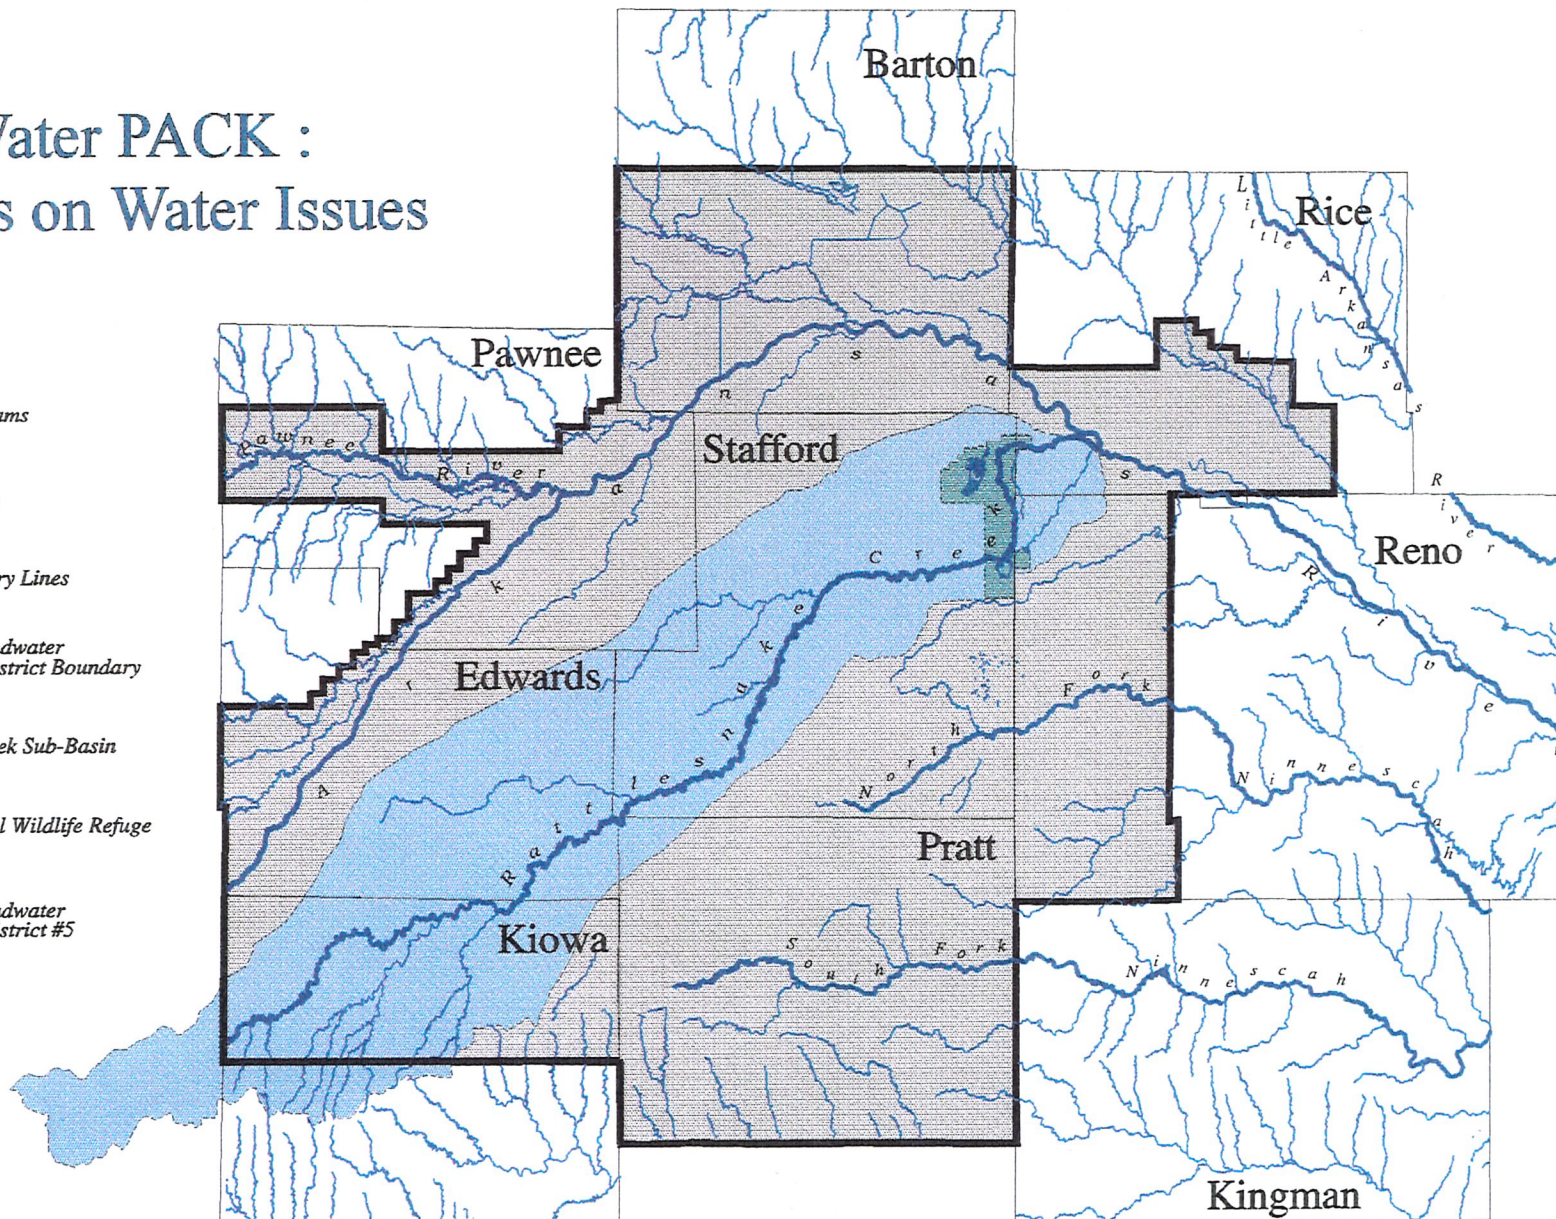 Water PACK :
s on Water Issues
ams
ry Lines
dwater
strict Boundary
ek Sub-Basin
l Wildlife Refuge
dwater
strict #5
Barton
Rice
Pawnee
Stafford
Reno
Edwards
Pratt
Kiowa
Kingman
Little Arkansas River
Pawnee River
Arkansas River
Rattlesnake Creek
North Fork Ninnescah
South Fork Ninnescah